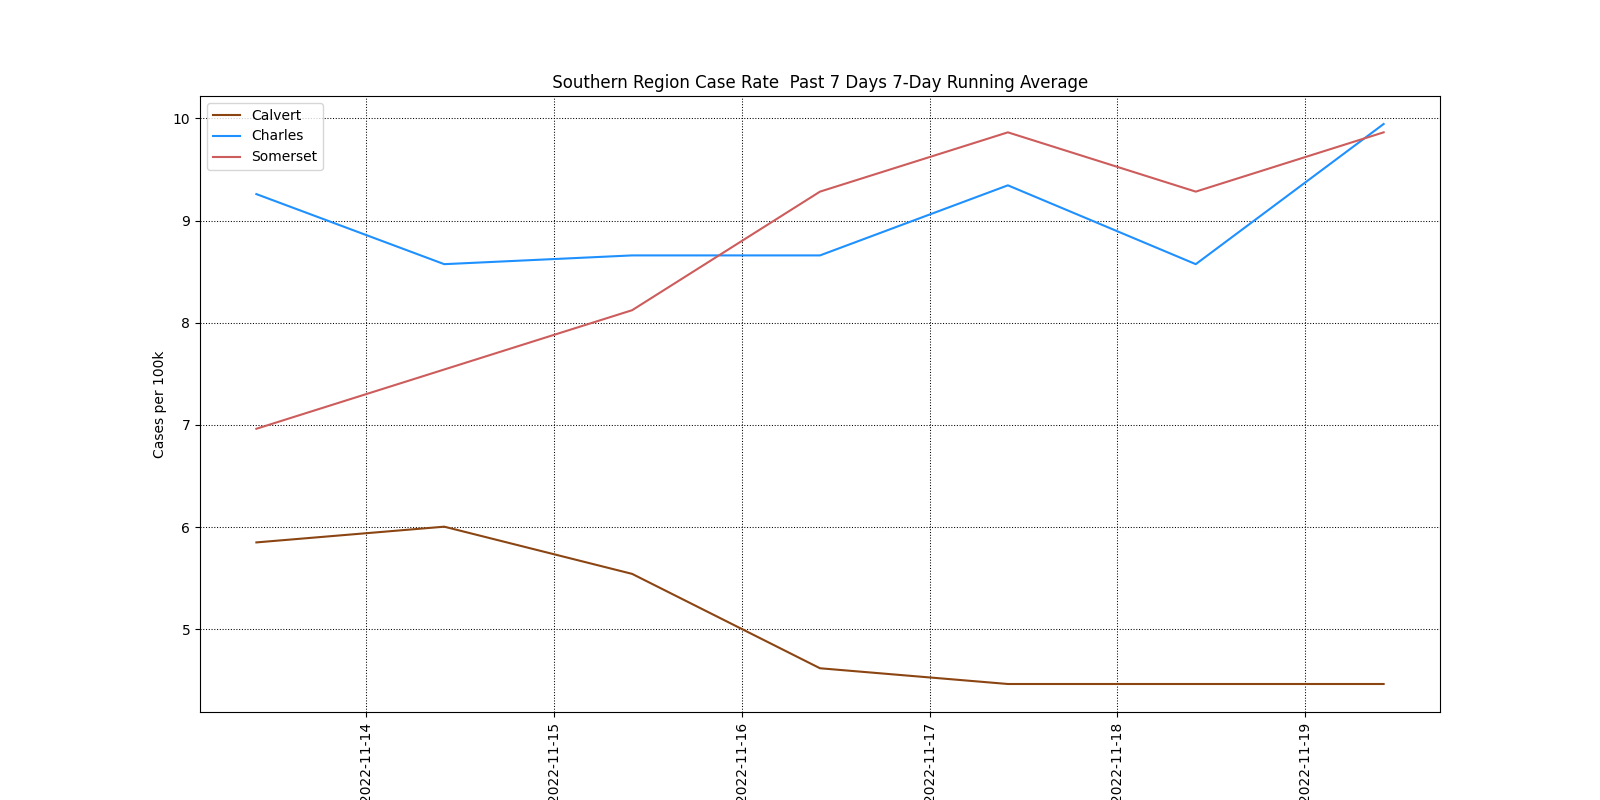 Southern Region Case Rate  Past 7 Days 7-Day Running Average
Calvert
Charles
Somerset
Cases per 100k
10
9
8
7
6
5
2022-11-14
2022-11-15
2022-11-16
2022-11-17
2022-11-18
2022-11-19